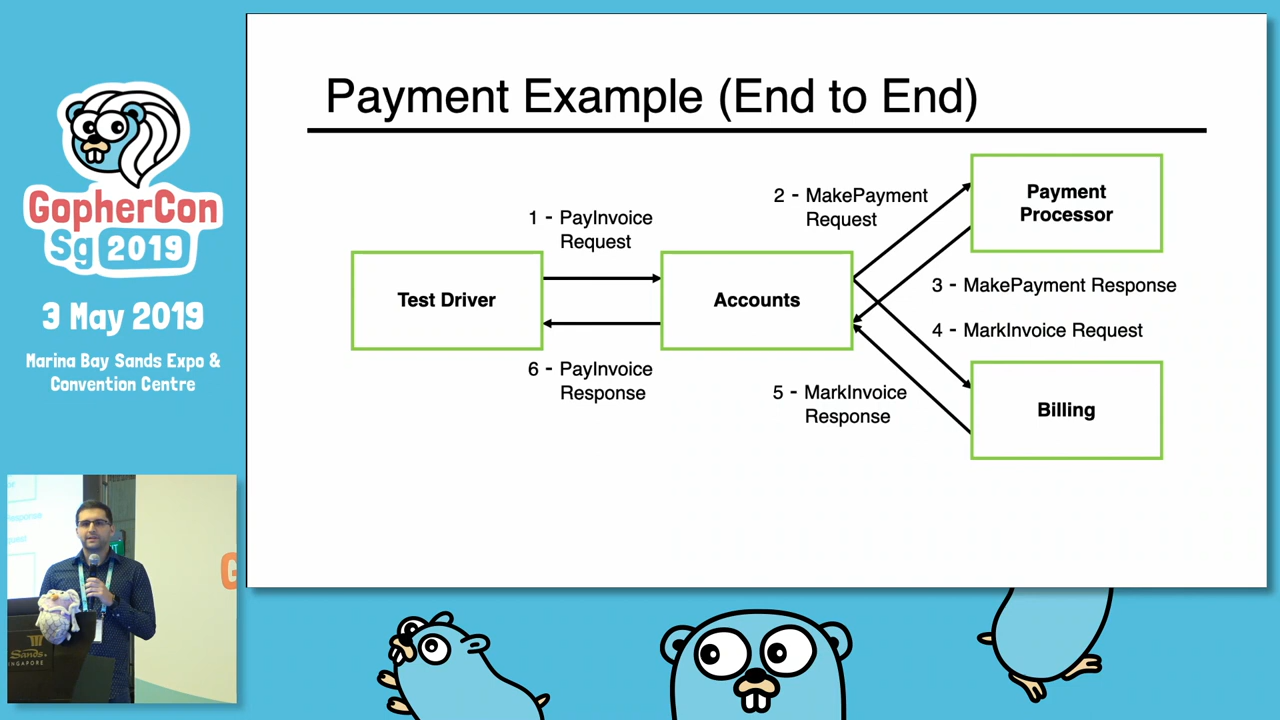 GopherCon
Sg 2019
3 May 2019
Marina Bay Sands Expo &
Convention Centre
Payment Example (End to End)
1 - PayInvoice
Request
2 - MakePayment
Request
Payment
Processor
Test Driver
Accounts
3 - MakePayment Response
4 - MarkInvoice Request
6 - PayInvoice
Response
5 - MarkInvoice
Response
Billing
Sands
SINGAPORE
G